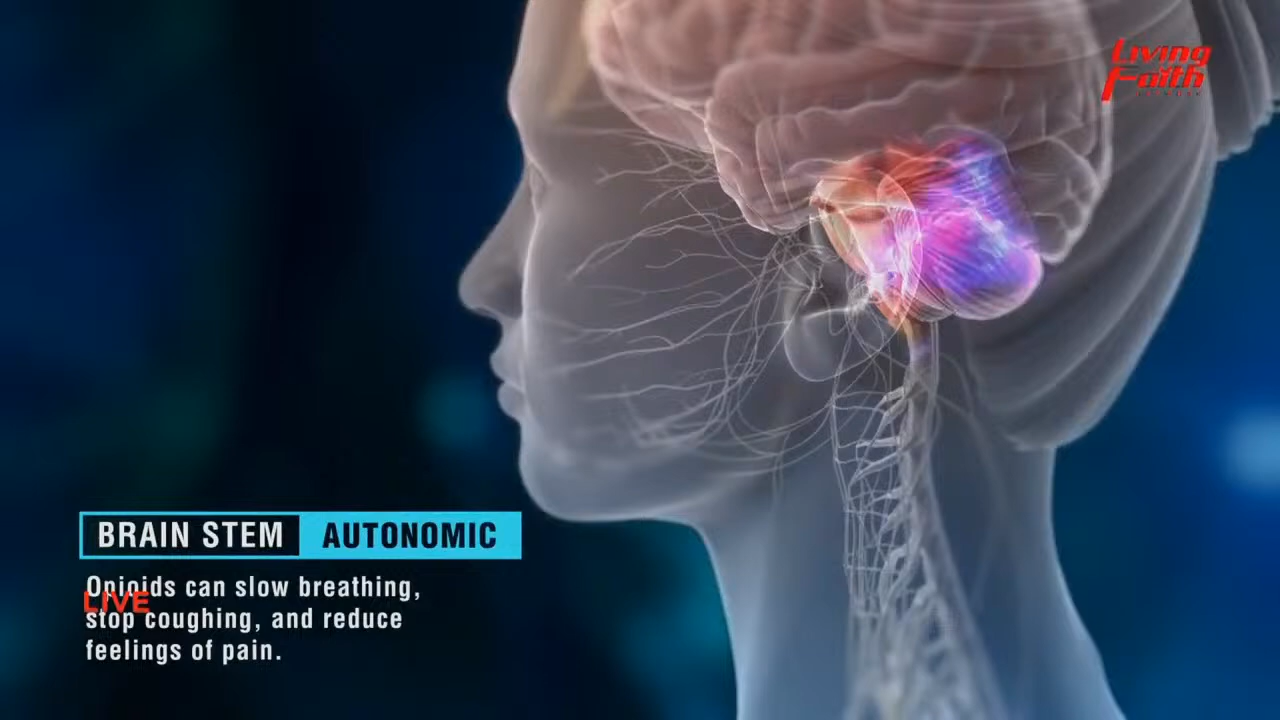 Living
Faith
BRAIN STEM AUTONOMIC
Opioids can slow breathing,
LIVE
stop coughing, and reduce
feelings of pain.